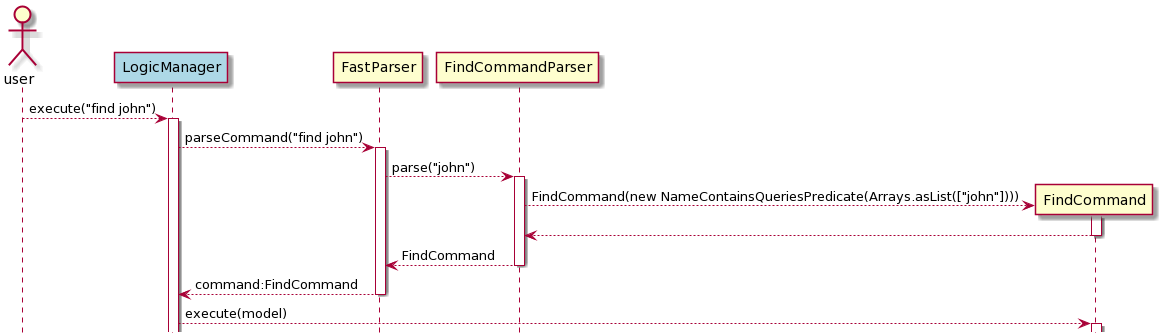 user
LogicManager
FastParser
FindCommandParser
execute("find john")
parseCommand("find john")
parse("john")
FindCommand(new NameContainsQueriesPredicate(Arrays.asList(["john"])))
FindCommand
FindCommand
command:FindCommand
execute(model)